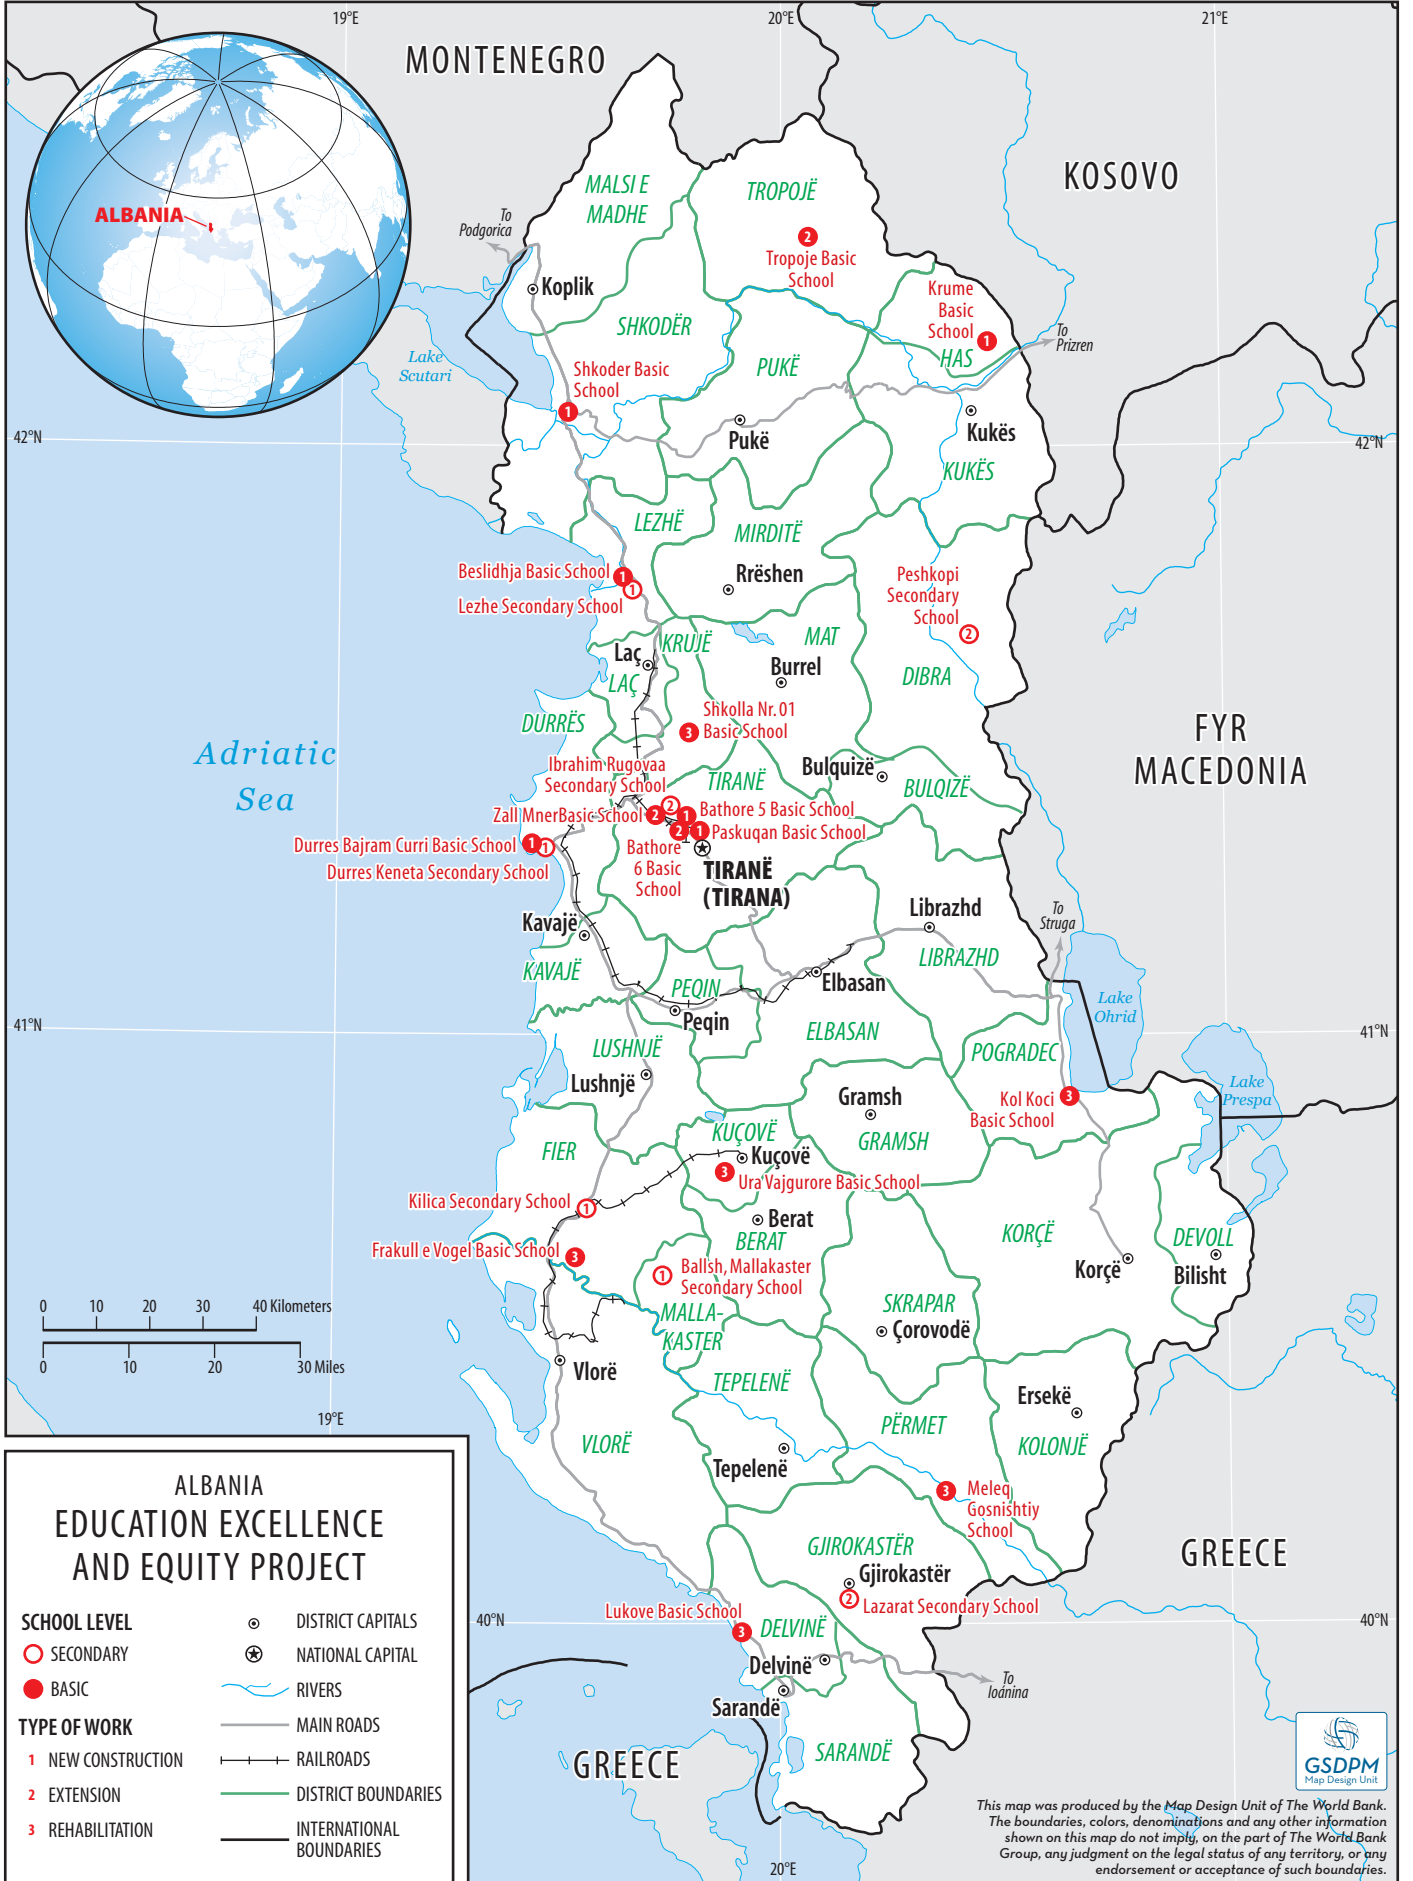 19°E
20°E
21°E
MONTENEGRO
KOSOVO
ALBANIA
MALSI E
MADHE
TROPOJË
To
Podgorica
Tropoje Basic
School
Koplik
Krume
Basic
School
SHKODËR
To
Prizren
Lake
Scutari
HAS
PUKË
Shkoder Basic
School
Pukë
Kukës
42°N
42°N
KUKËS
LEZHË
MIRDITË
Beslidhja Basic School
Rrëshen
Peshkopi
Secondary
School
Lezhe Secondary School
KRUJË
MAT
Laç
Burrel
LAÇ
DIBRA
DURRËS
Shkolla Nr. 01
Basic School
FYR
MACEDONIA
Adriatic
Sea
Ibrahim Rugovaa
Secondary School
TIRANË
Bulquizë
BULQIZË
Zall MnerBasic School
Bathore 5 Basic School
Paskuqan Basic School
Durres Bajram Curri Basic School
Durres Keneta Secondary School
Bathore
6 Basic
School
TIRANË
(TIRANA)
Librazhd
To
Struga
Kavajë
LIBRAZHD
KAVAJË
PEQIN
Elbasan
Lake
Ohrid
Peqin
41°N
41°N
ELBASAN
LUSHNJË
POGRADEC
Lushnjë
Gramsh
Lake
Prespa
Kol Koci
Basic School
KUÇOVË
GRAMSH
FIER
Kuçovë
Ura Vajgurore Basic School
Kilica Secondary School
Berat
BERAT
KORÇË
DEVOLL
Frakull e Vogel Basic School
Korçë
Bilisht
Ballsh, Mallakaster
Secondary School
MALLA-
KASTER
SKRAPAR
Çorovodë
0 10 20 30 40 Kilometers
0 10 20 30 Miles
Vlorë
TEPELENË
Ersekë
19°E
PËRMET
VLORË
KOLONJË
Tepelenë
Meleq
Gosnishtiy
School
GJIROKASTËR
GREECE
Gjirokastër
Lazarat Secondary School
Lukove Basic School
40°N
40°N
DELVINË
Delvinë
To
Ioánina
Sarandë
SARANDË
GREECE
20°E
ALBANIA
EDUCATION EXCELLENCE
AND EQUITY PROJECT
SCHOOL LEVEL
SECONDARY
BASIC
TYPE OF WORK
1 NEW CONSTRUCTION
2 EXTENSION
3 REHABILITATION
DISTRICT CAPITALS
NATIONAL CAPITAL
RIVERS
MAIN ROADS
RAILROADS
DISTRICT BOUNDARIES
INTERNATIONAL
BOUNDARIES
GSDPM
Map Design Unit
This map was produced by the Map Design Unit of The World Bank.
The boundaries, colors, denominations and any other information
shown on this map do not imply, on the part of The World Bank
Group, any judgment on the legal status of any territory, or any
endorsement or acceptance of such boundaries.